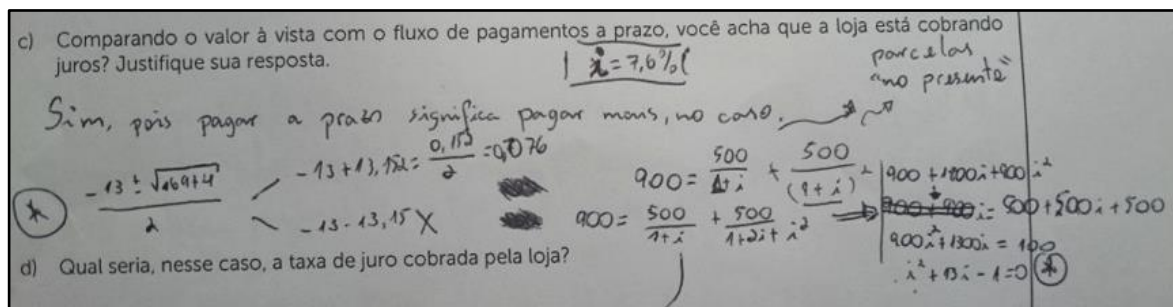 c) Comparando o valor à vista com o fluxo de pagamentos a prazo, você acha que a loja está cobrando
juros? Justifique sua resposta.
i = 7,6%
parcelas
"no presente"
Sim, pois pagar a prazo significa pagar mais, no caso.
* (-13 ± √169+4)/2
-13+13,152 = 0,152/2 = 0,076
-13-13,15 X
900 = 500/(1+i) + 500/(1+i)²
900 = 500/(1+i) + 500/(1+2i+i²) ⇒
900 + 1800i + 900i²
= 500 + 500i + 500
900i² + 1300i = 100
i² + 13i - 1 = 0 *
d) Qual seria, nesse caso, a taxa de juro cobrada pela loja?